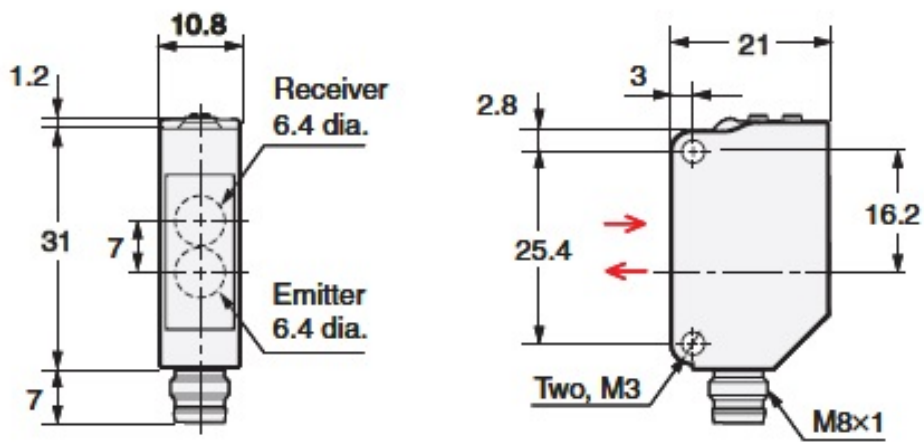 10.8
1.2
Receiver
6.4 dia.
31
7
Emitter
6.4 dia.
7
21
3
2.8
16.2
25.4
Two, M3
M8×1